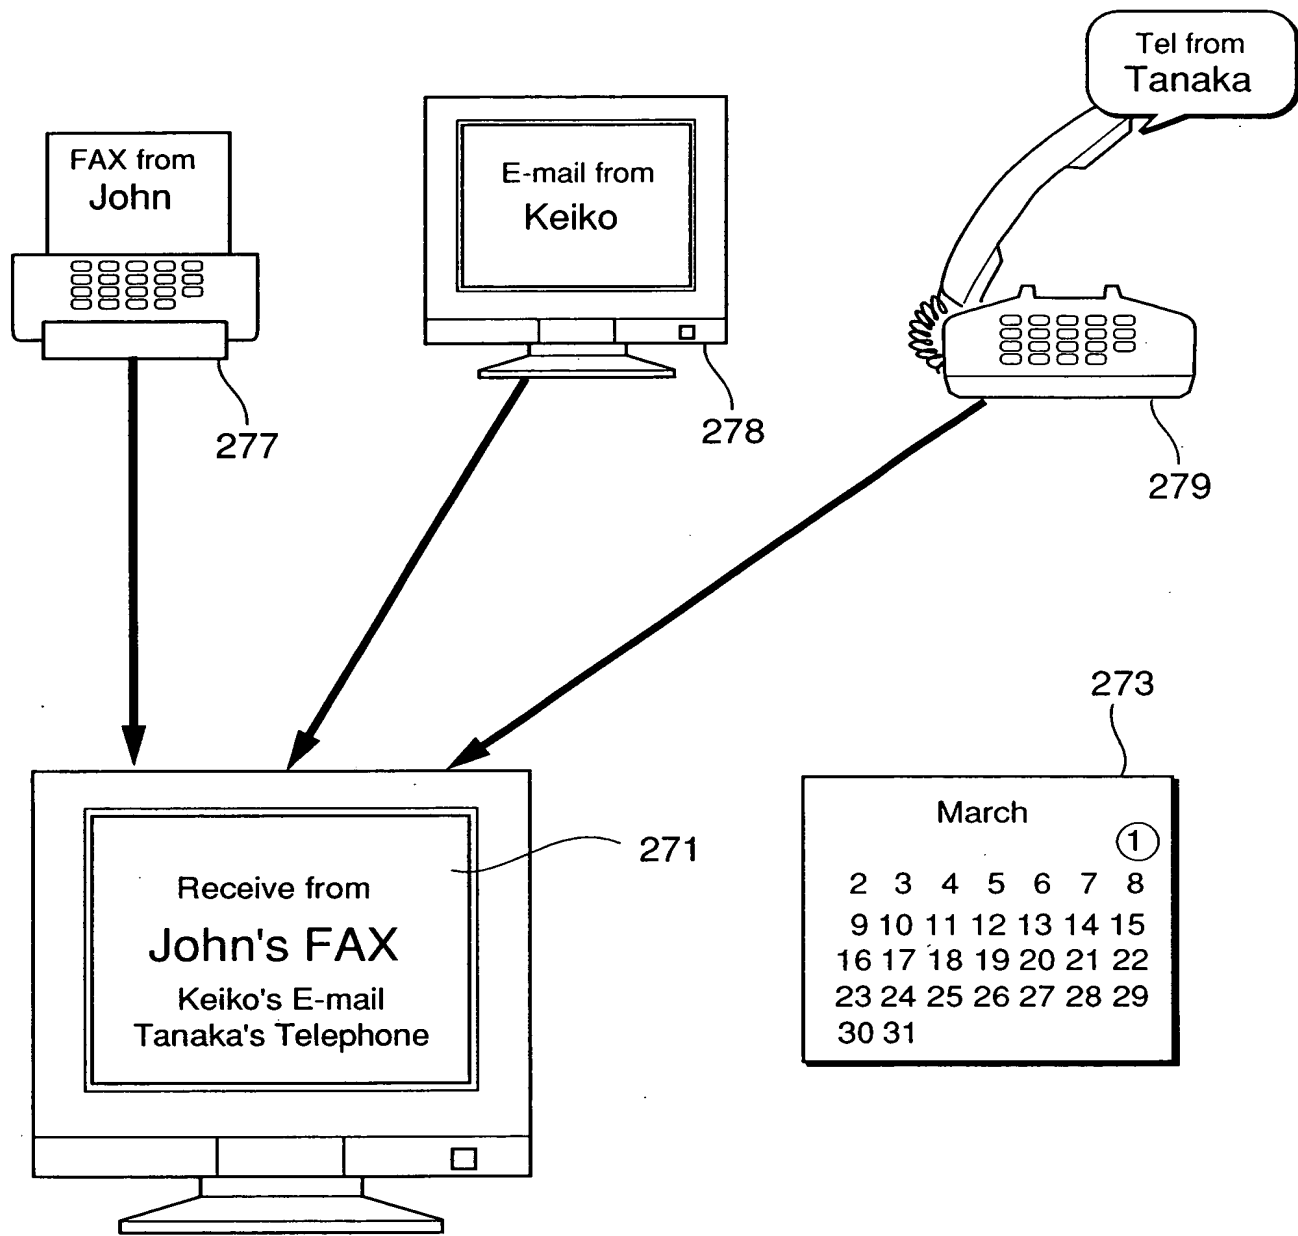 Tel from
Tanaka
FAX from
John
E-mail from
Keiko
277
278
279
273
271
Receive from
John's FAX
Keiko's E-mail
Tanaka's Telephone
March
1
2 3 4 5 6 7 8
9 10 11 12 13 14 15
16 17 18 19 20 21 22
23 24 25 26 27 28 29
30 31